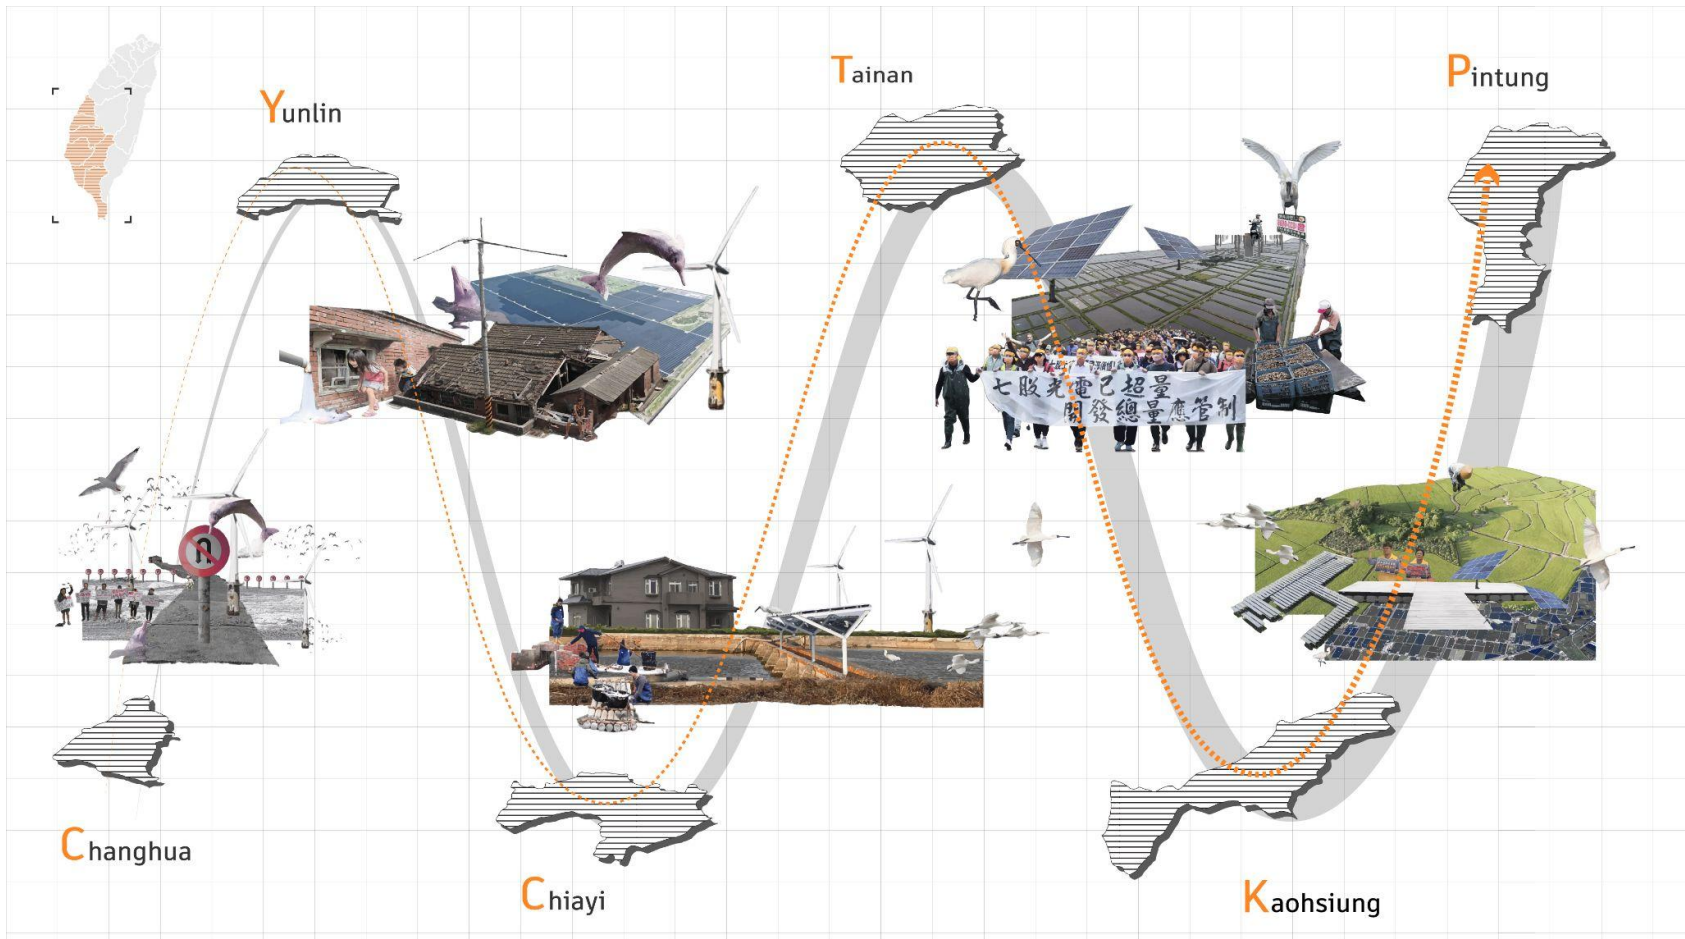 Yunlin
Tainan
Pintung
七股光電已超量
開發總量應管制
Changhua
Chiayi
Kaohsiung